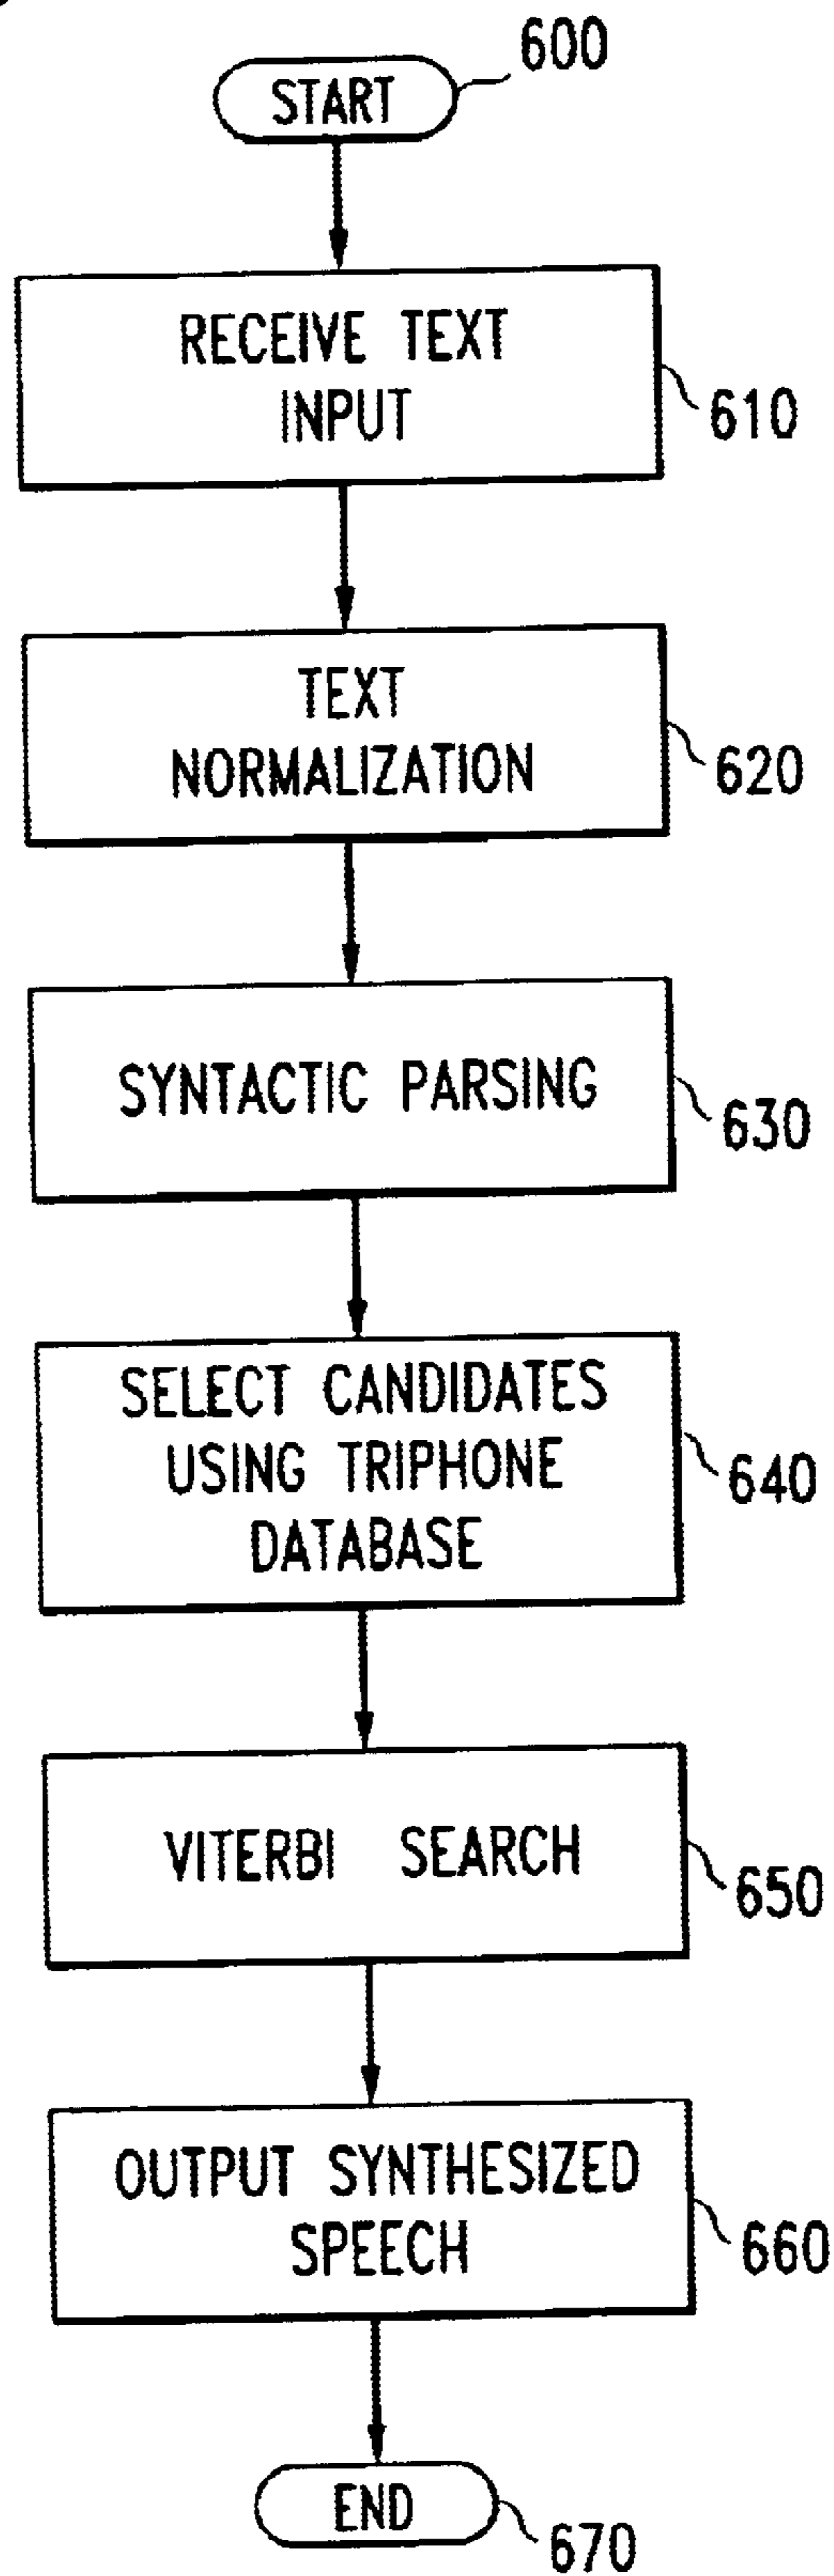 START
600
RECEIVE TEXT
INPUT
610
TEXT
NORMALIZATION
620
SYNTACTIC PARSING
630
SELECT CANDIDATES
USING TRIPHONE
DATABASE
640
VITERBI SEARCH
650
OUTPUT SYNTHESIZED
SPEECH
660
END
670